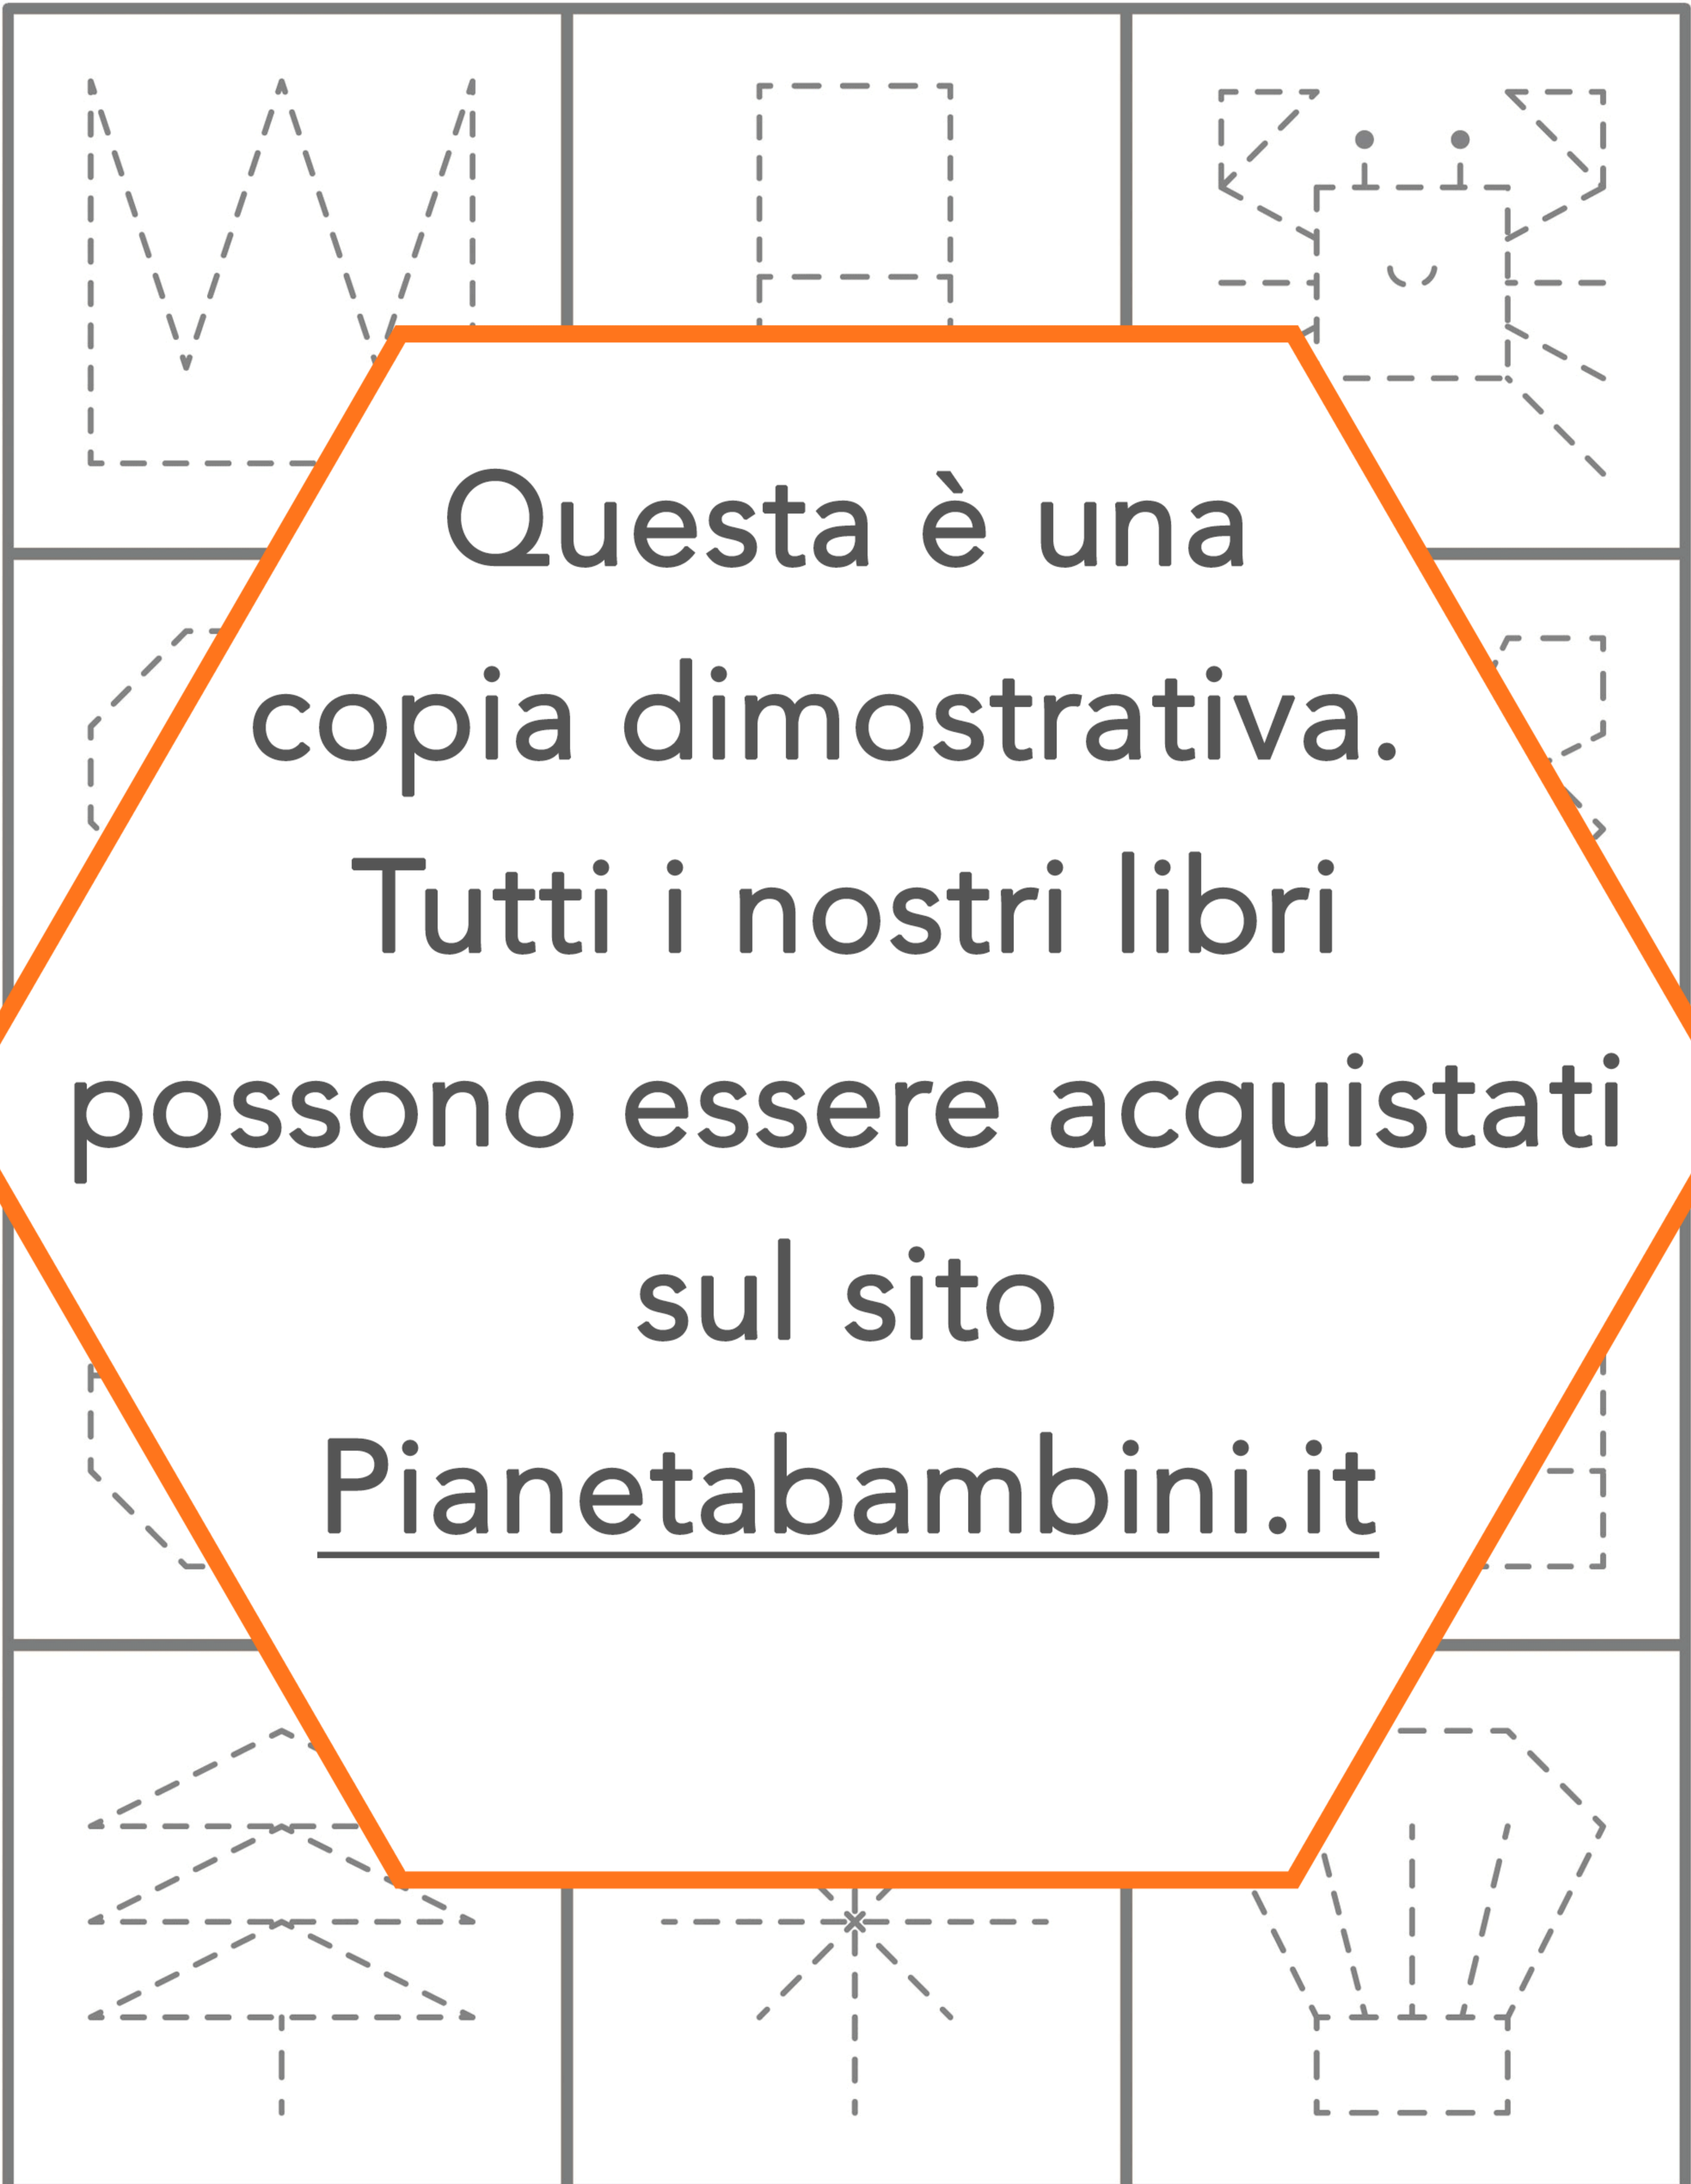 Questa è una
copia dimostrativa.
Tutti i nostri libri
possono essere acquistati
sul sito
Pianetabambini.it